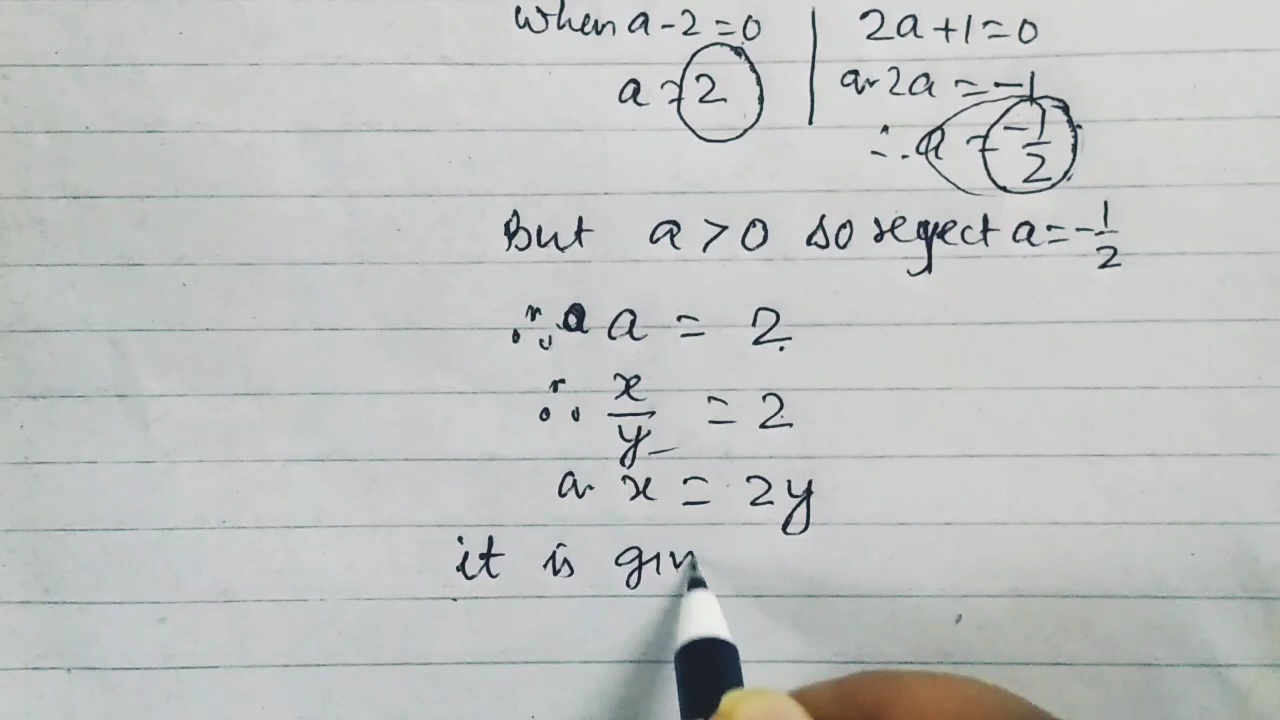 when a - 2 = 0 | 2a + 1 = 0
a = 2 | or 2a = -1
∴ a = -1/2
But a > 0 so reject a = -1/2
∴ a = 2
∴ x/y = 2
or x = 2y
it is giv